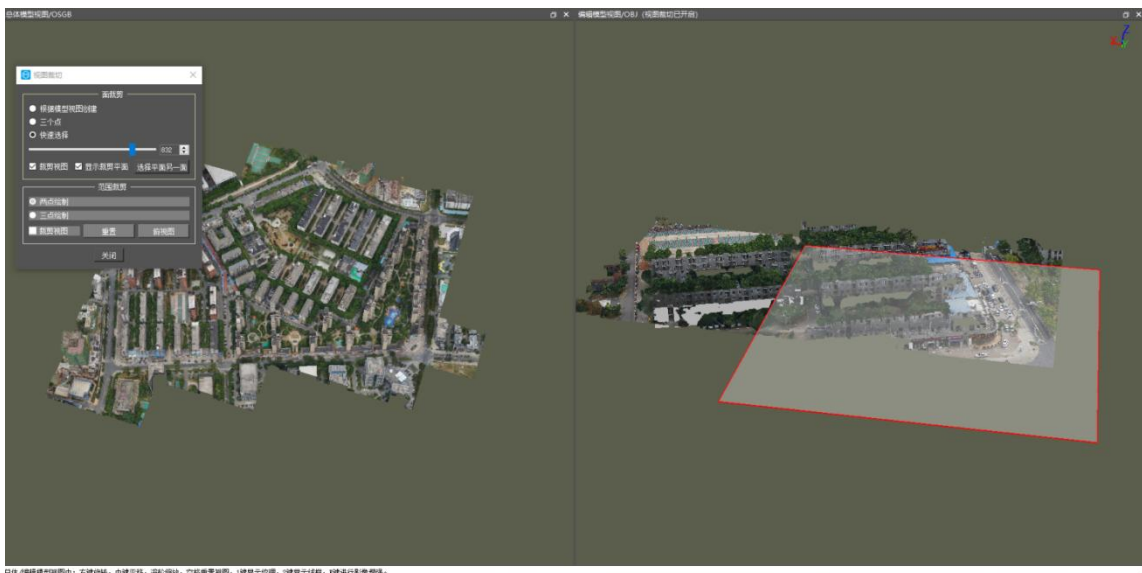 总体模型视图/OSGB
编辑模型视图/OBJ (视图裁切已开启)
视图裁切
面裁剪
根据模型视图创建
三个点
快速选择
832
裁剪视图 显示裁剪平面 选择平面另一面
范围裁剪
两点绘制
三点绘制
裁剪视图 重置 俯视图
关闭
Z
X
Y